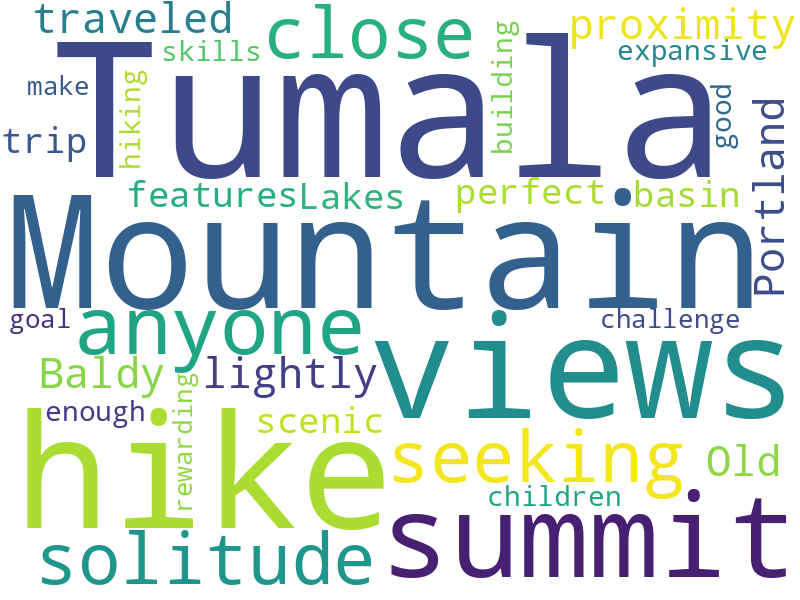 traveled
close
proximity
skills
expansive
Tumala
make
hiking
building
good
trip
Portland
features
Lakes
perfect
basin
Mountain
goal
anyone
challenge
views
Baldy
lightly
enough
rewarding
scenic
hike
seeking
Old
children
summit
solitude